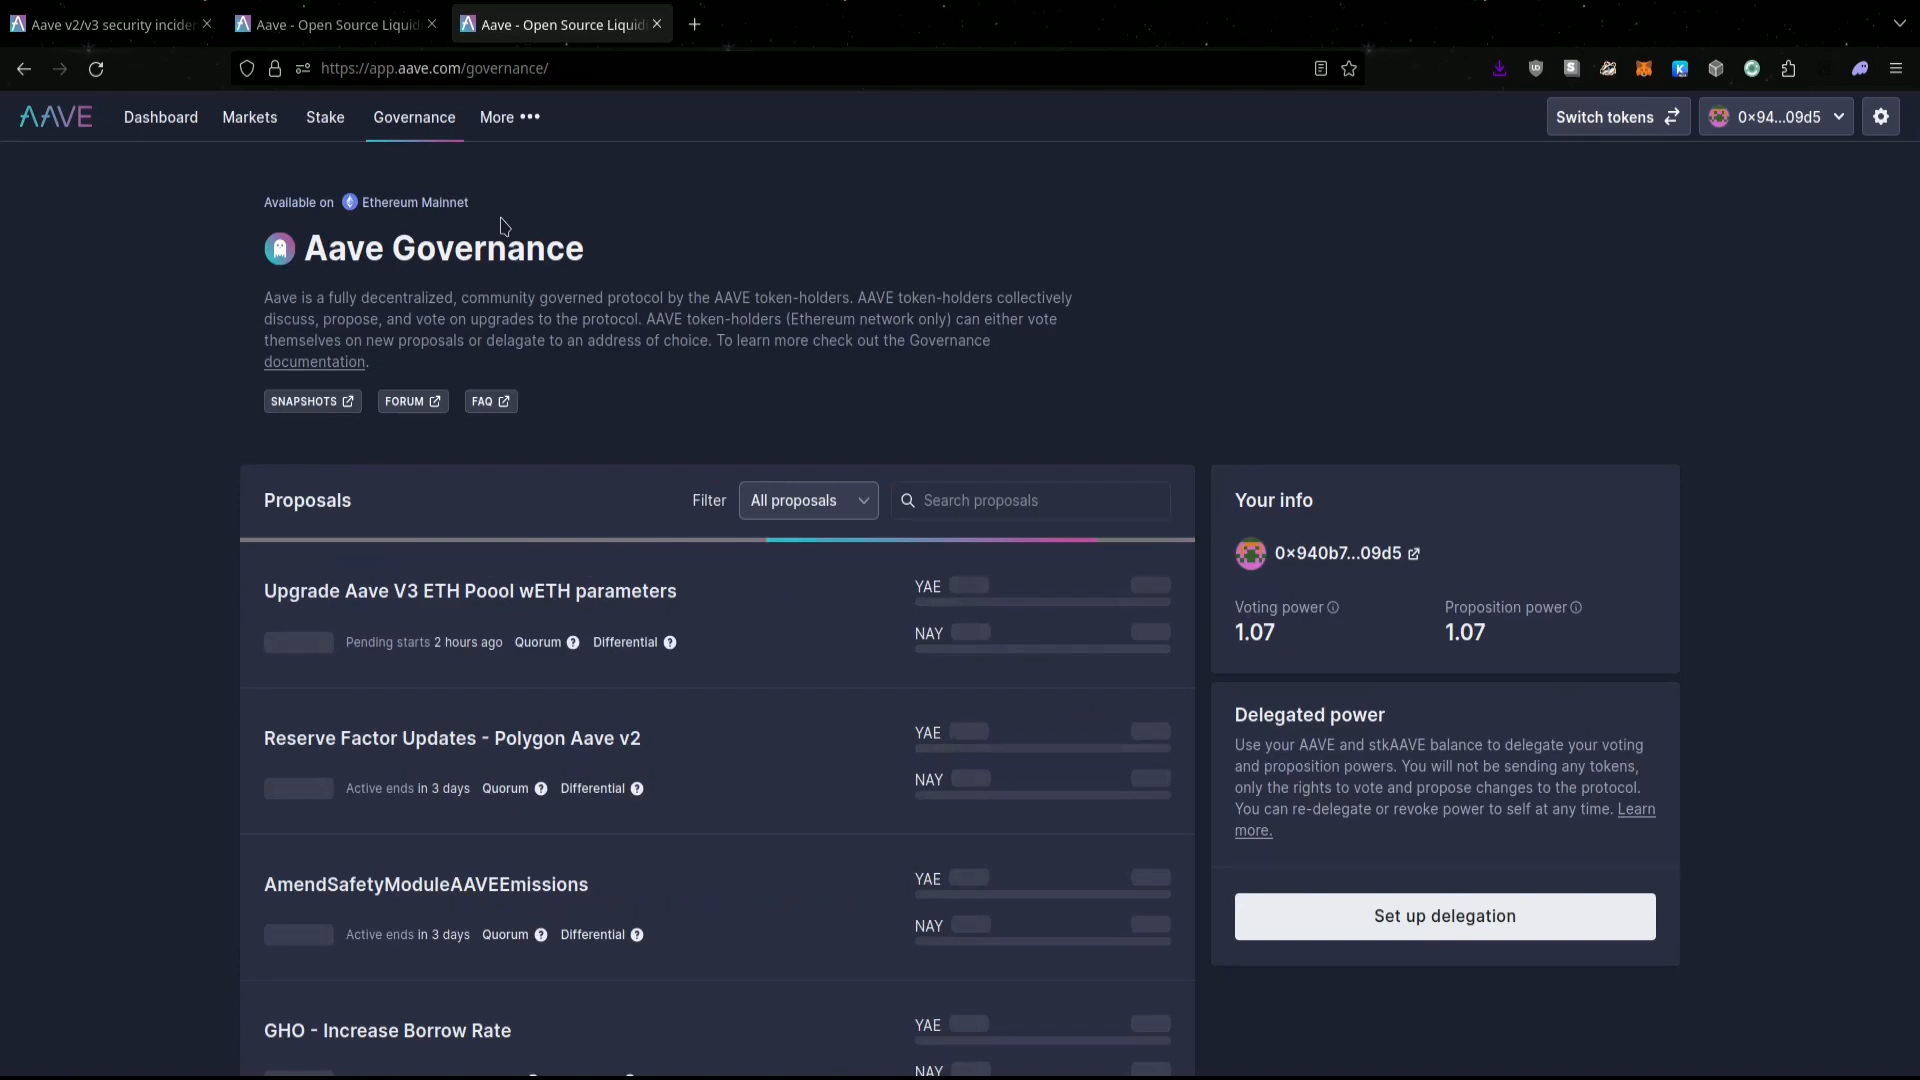 Aave v2/v3 security incide
Aave - Open Source Liquid
Aave - Open Source Liquid
https://app.aave.com/governance/
AAVE
Dashboard
Markets
Stake
Governance
More
Switch tokens
0x94...09d5
Available on Ethereum Mainnet
Aave Governance
Aave is a fully decentralized, community governed protocol by the AAVE token-holders. AAVE token-holders collectively
discuss, propose, and vote on upgrades to the protocol. AAVE token-holders (Ethereum network only) can either vote
themselves on new proposals or delagate to an address of choice. To learn more check out the Governance
documentation.
SNAPSHOTS
FORUM
FAQ
Proposals
Filter
All proposals
Search proposals
Upgrade Aave V3 ETH Poool wETH parameters
YAE
NAY
Pending starts 2 hours ago
Quorum
Differential
Reserve Factor Updates - Polygon Aave v2
YAE
NAY
Active ends in 3 days
Quorum
Differential
AmendSafetyModuleAAVEEmissions
YAE
NAY
Active ends in 3 days
Quorum
Differential
GHO - Increase Borrow Rate
YAE
NAY
Your info
0x940b7...09d5
Voting power
1.07
Proposition power
1.07
Delegated power
Use your AAVE and stkAAVE balance to delegate your voting
and proposition powers. You will not be sending any tokens,
only the rights to vote and propose changes to the protocol.
You can re-delegate or revoke power to self at any time. Learn
more.
Set up delegation